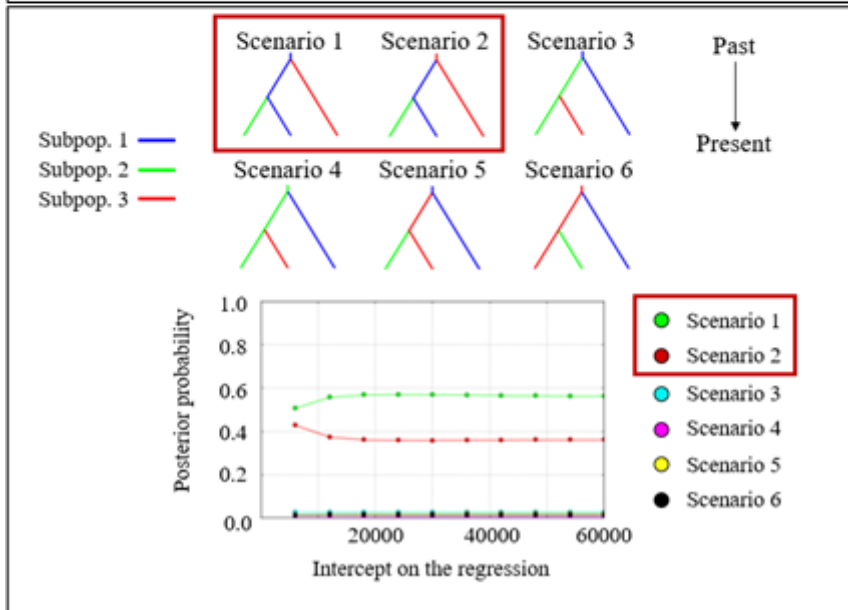 Scenario 1 Scenario 2 Scenario 3 Past
Subpop. 1
Subpop. 2
Subpop. 3
Present
Scenario 4 Scenario 5 Scenario 6
Posterior probability
1.0
0.8
0.6
0.4
0.2
0.0
20000 40000 60000
Intercept on the regression
Scenario 1
Scenario 2
Scenario 3
Scenario 4
Scenario 5
Scenario 6